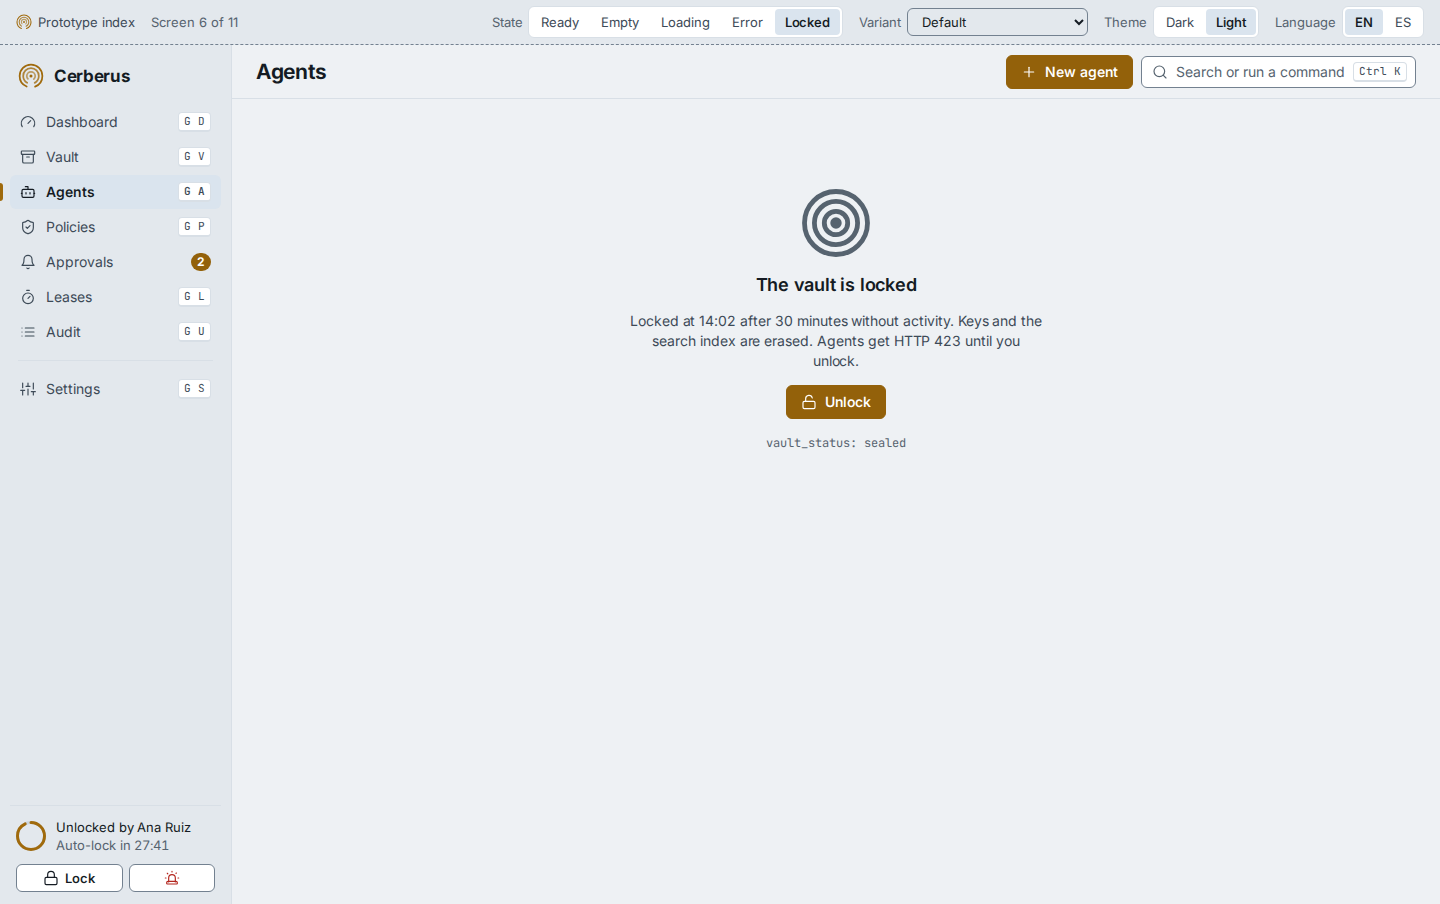 Prototype index Screen 6 of 11 State Ready Empty Loading Error Locked Variant Default Theme Dark Light Language EN ES
Cerberus
Agents
New agent
Search or run a command Ctrl K
Dashboard G D
Vault G V
Agents G A
Policies G P
Approvals 2
Leases G L
Audit G U
Settings G S
The vault is locked
Locked at 14:02 after 30 minutes without activity. Keys and the
search index are erased. Agents get HTTP 423 until you
unlock.
Unlock
vault_status: sealed
Unlocked by Ana Ruiz
Auto-lock in 27:41
Lock